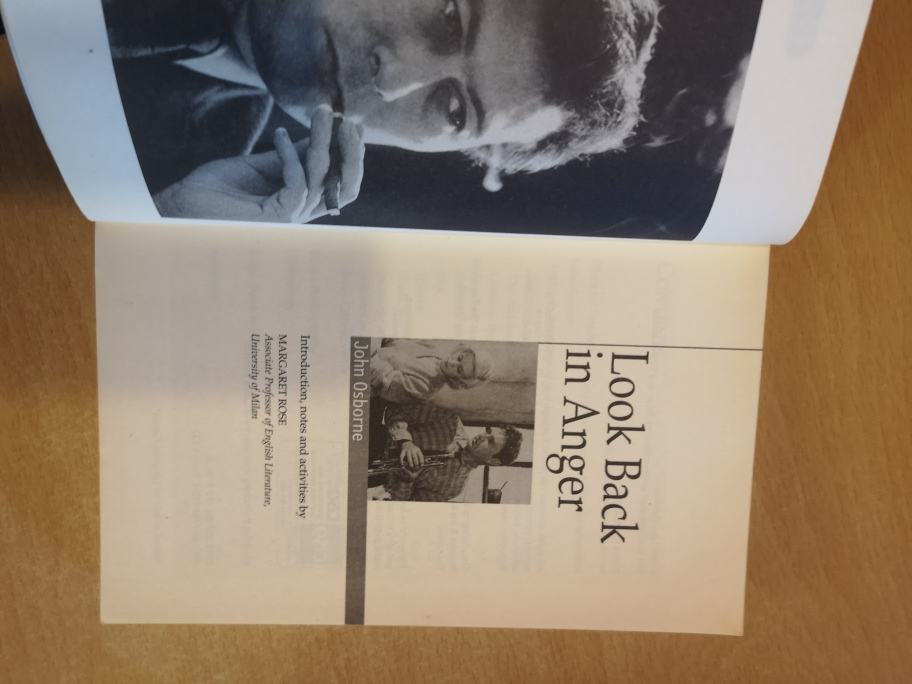 Look Back
in Anger
John Osborne
Introduction, notes and activities by
MARGARET ROSE
Associate Professor of English Literature,
University of Milan